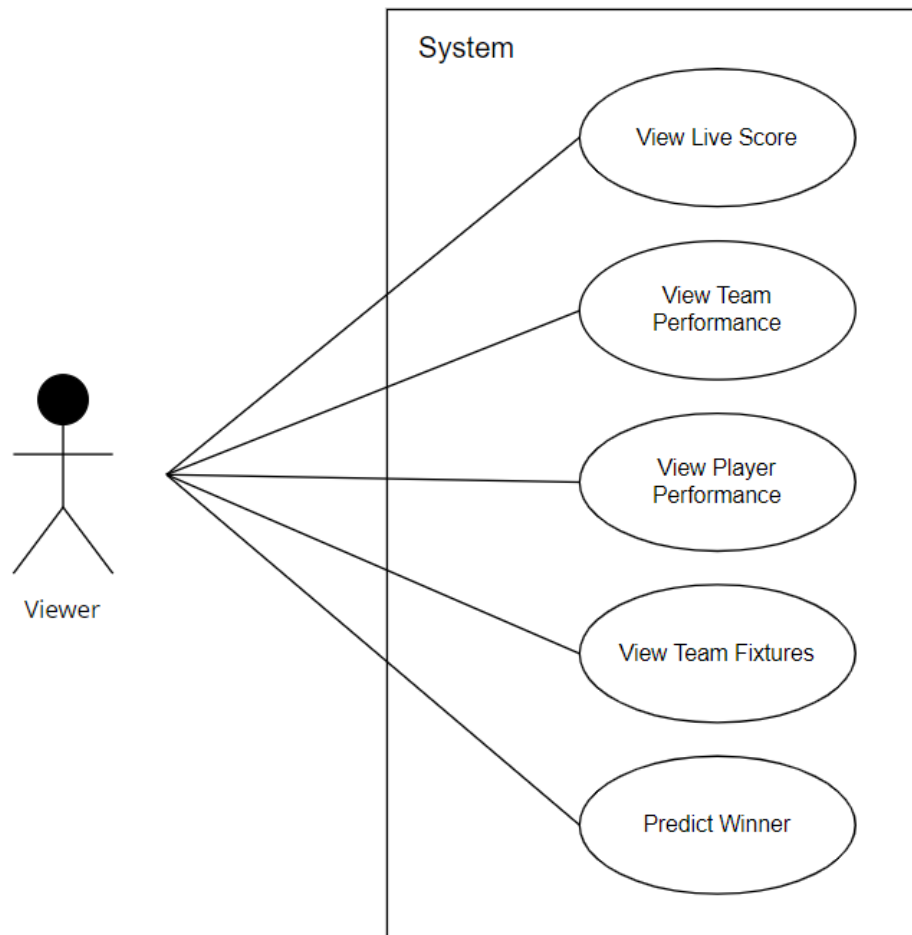 System
View Live Score
View Team
Performance
View Player
Performance
Viewer
View Team Fixtures
Predict Winner